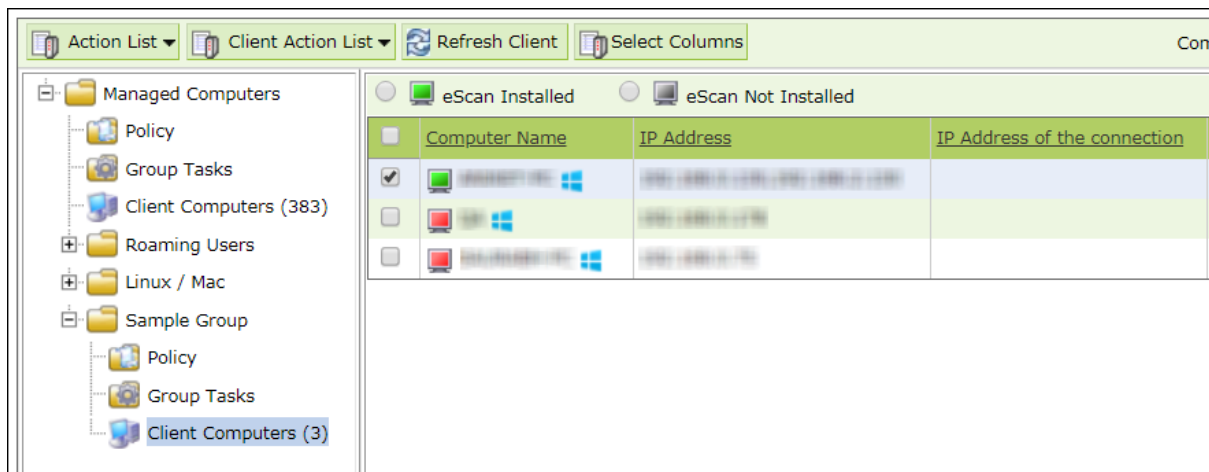 Action List Client Action List Refresh Client Select Columns Com
Managed Computers
Policy
Group Tasks
Client Computers (383)
Roaming Users
Linux / Mac
Sample Group
Policy
Group Tasks
Client Computers (3)
eScan Installed eScan Not Installed
Computer Name IP Address IP Address of the connection